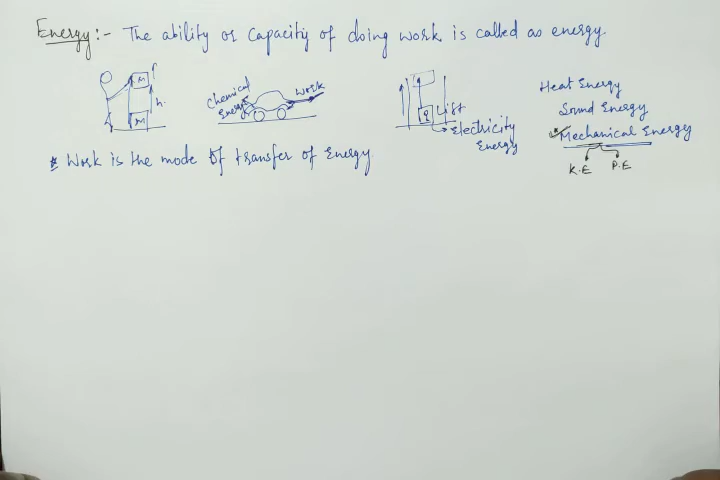 Energy:- The ability or capacity of doing work is called as energy.
m
h.
m
Chemical
Energy
work
Lift
Electricity
Energy
Heat Energy
Sound Energy
Mechanical Energy
K.E P.E
* Work is the mode of transfer of Energy